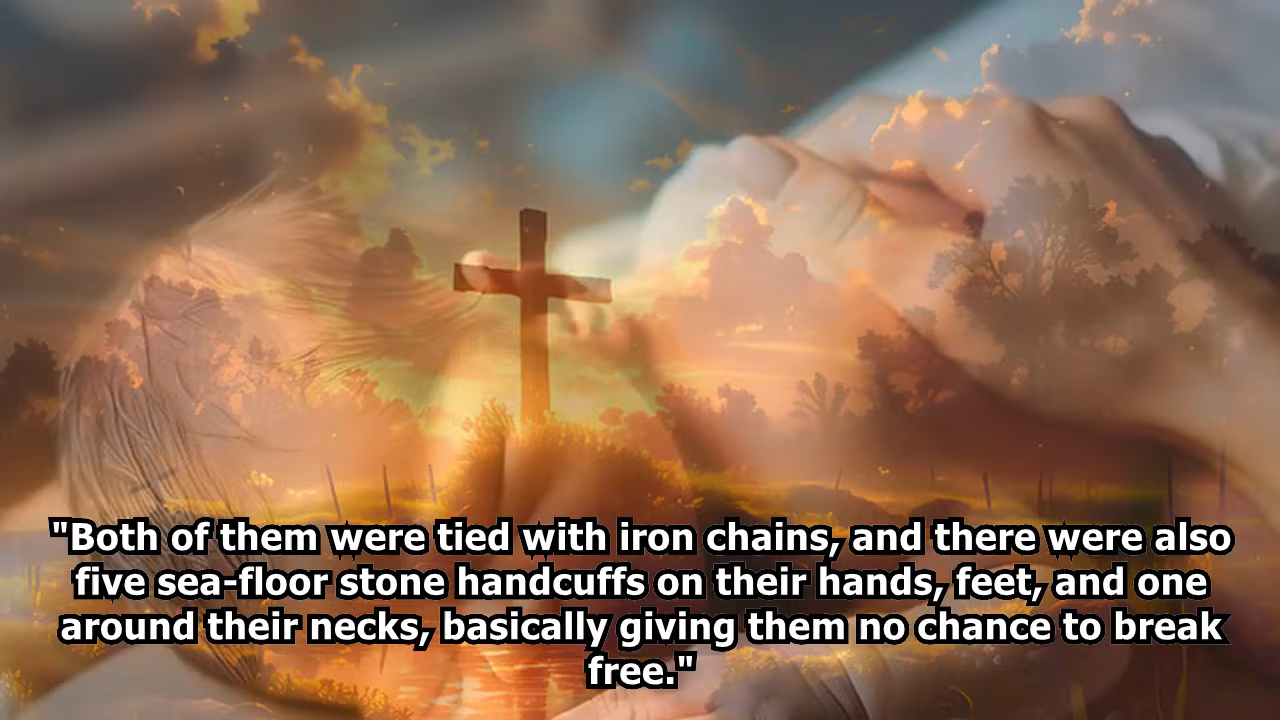 "Both of them were tied with iron chains, and there were also
five sea-floor stone handcuffs on their hands, feet, and one
around their necks, basically giving them no chance to break
free."